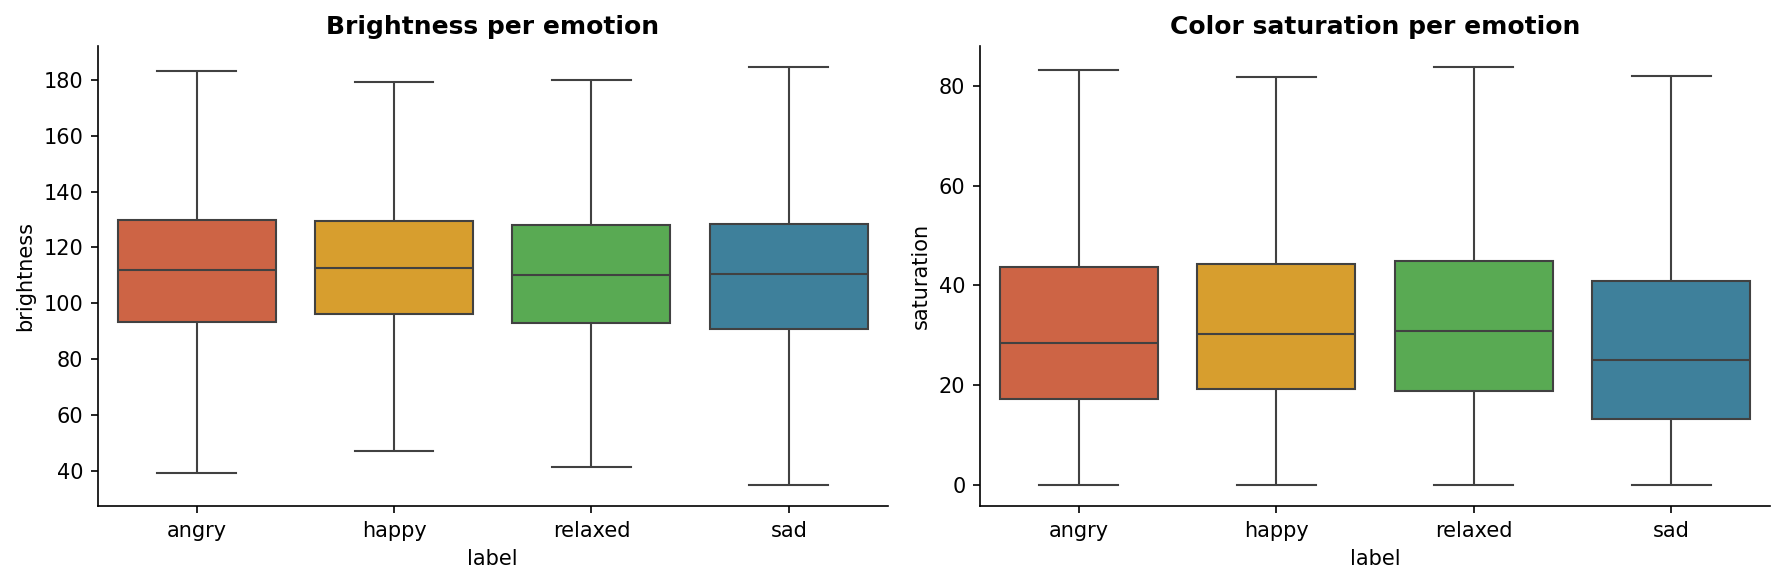 Brightness per emotion
brightness
180
160
140
120
100
80
60
40
angry happy relaxed sad
label
Color saturation per emotion
saturation
80
60
40
20
0
angry happy relaxed sad
label